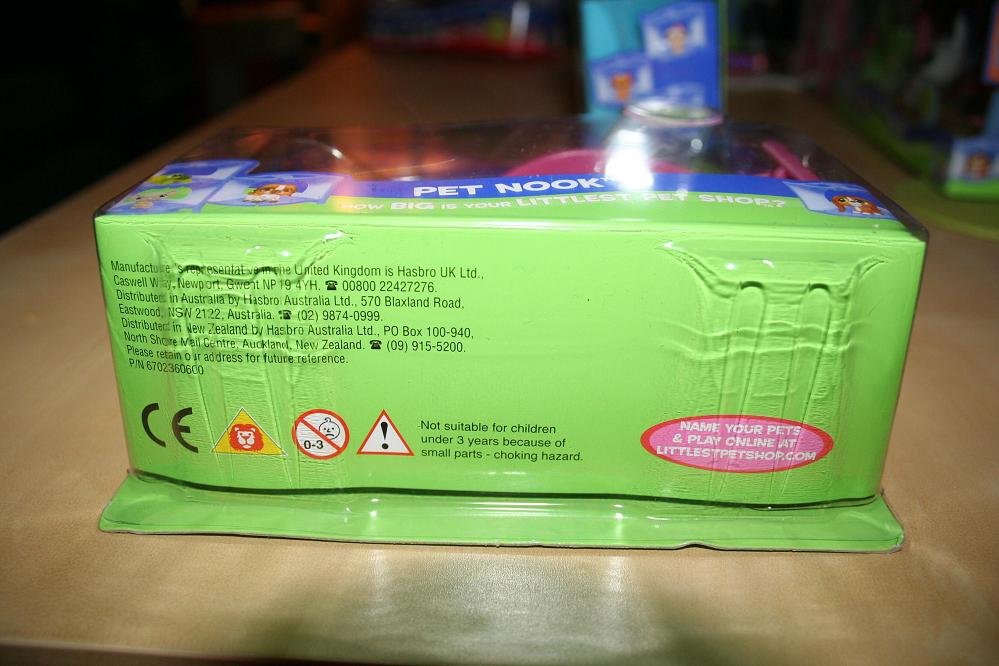 PET NOOK
HOW BIG IS YOUR LITTLEST PET SHOP?
Manufacture 's representative in the United Kingdom is Hasbro UK Ltd.,
Caswell Way, Newport, Gwent NP19 4YH. ☎ 00800 22427276.
Distributed in Australia by Hasbro Australia Ltd., 570 Blaxland Road,
Eastwood, NSW 2122, Australia. ☎ (02) 9874-0999.
Distributed in New Zealand by Hasbro Australia Ltd., PO Box 100-940,
North Shore Mail Centre, Auckland, New Zealand. ☎ (09) 915-5200.
Please retain our address for future reference.
P/N 6702360600
CE
0-3
-Not suitable for children
under 3 years because of
small parts - choking hazard.
NAME YOUR PETS
& PLAY ONLINE AT
LITTLESTPETSHOP.COM